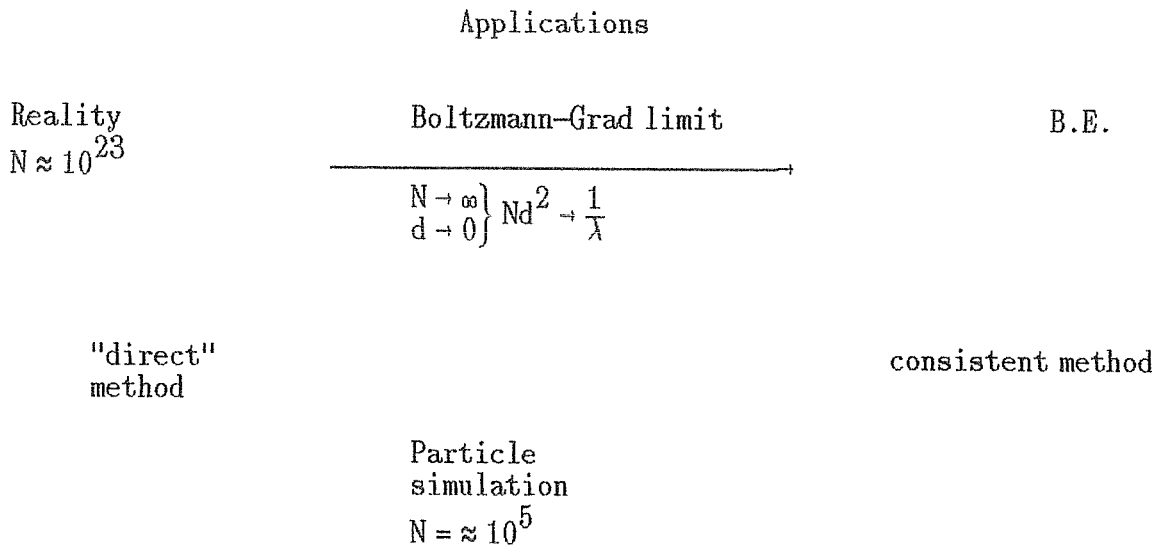 Applications
Reality
N ≈ 10^23
Boltzmann–Grad limit
B.E.
N → ∞
d → 0} Nd^2 → 1/λ
"direct"
method
consistent method
Particle
simulation
N = ≈ 10^5